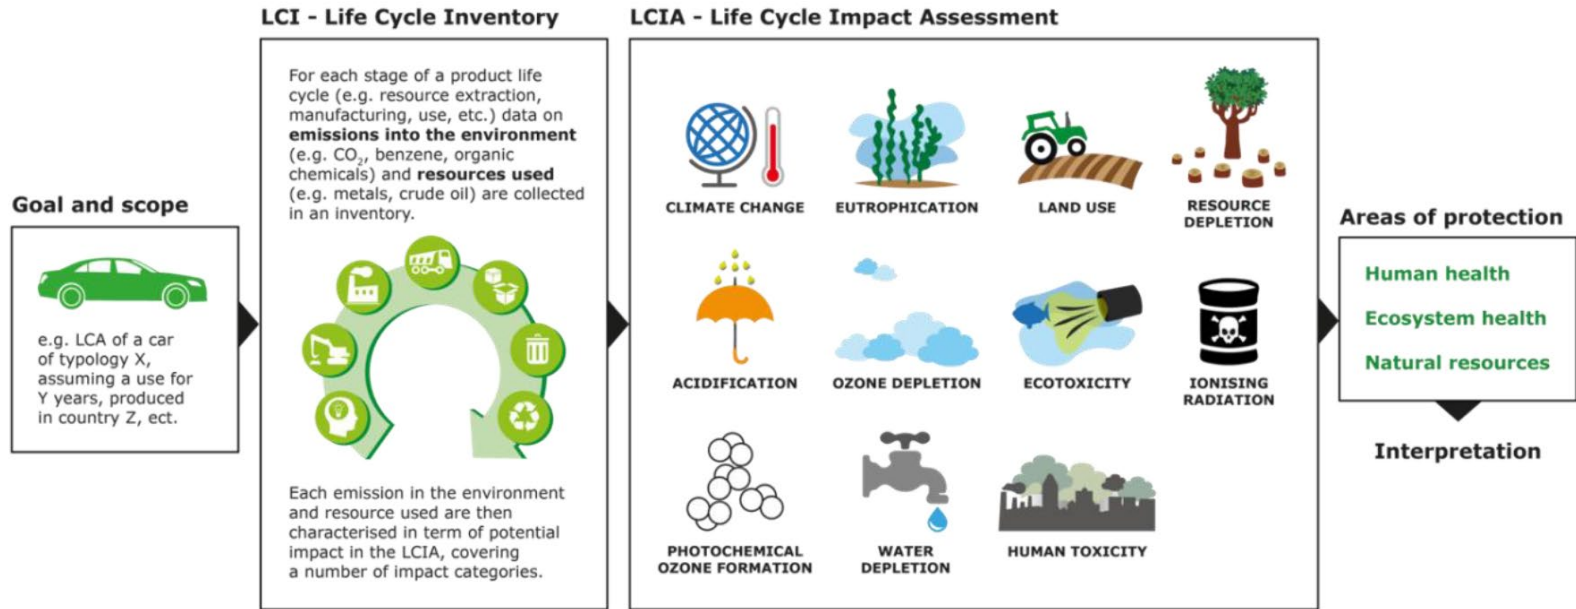 Goal and scope
e.g. LCA of a car
of typology X,
assuming a use for
Y years, produced
in country Z, ect.
LCI - Life Cycle Inventory
For each stage of a product life
cycle (e.g. resource extraction,
manufacturing, use, etc.) data on
emissions into the environment
(e.g. CO₂, benzene, organic
chemicals) and resources used
(e.g. metals, crude oil) are collected
in an inventory.
Each emission in the environment
and resource used are then
characterised in term of potential
impact in the LCIA, covering
a number of impact categories.
LCIA - Life Cycle Impact Assessment
CLIMATE CHANGE
EUTROPHICATION
LAND USE
RESOURCE
DEPLETION
ACIDIFICATION
OZONE DEPLETION
ECOTOXICITY
IONISING
RADIATION
PHOTOCHEMICAL
OZONE FORMATION
WATER
DEPLETION
HUMAN TOXICITY
Areas of protection
Human health
Ecosystem health
Natural resources
Interpretation